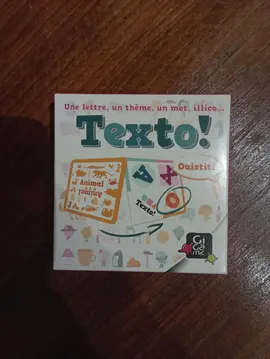 Une lettre, un thème, un mot, illico...
Texto!
Ouistiti!
Animal
Texto!
GiGAMiC